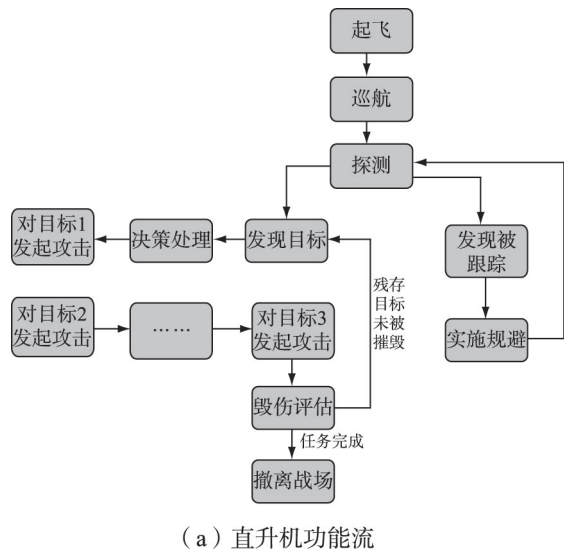 起飞
巡航
探测
对目标1
发起攻击
决策处理
发现目标
发现被
跟踪
残存
目标
未被
摧毁
对目标2
发起攻击
……
对目标3
发起攻击
实施规避
毁伤评估
任务完成
撤离战场
（a）直升机功能流